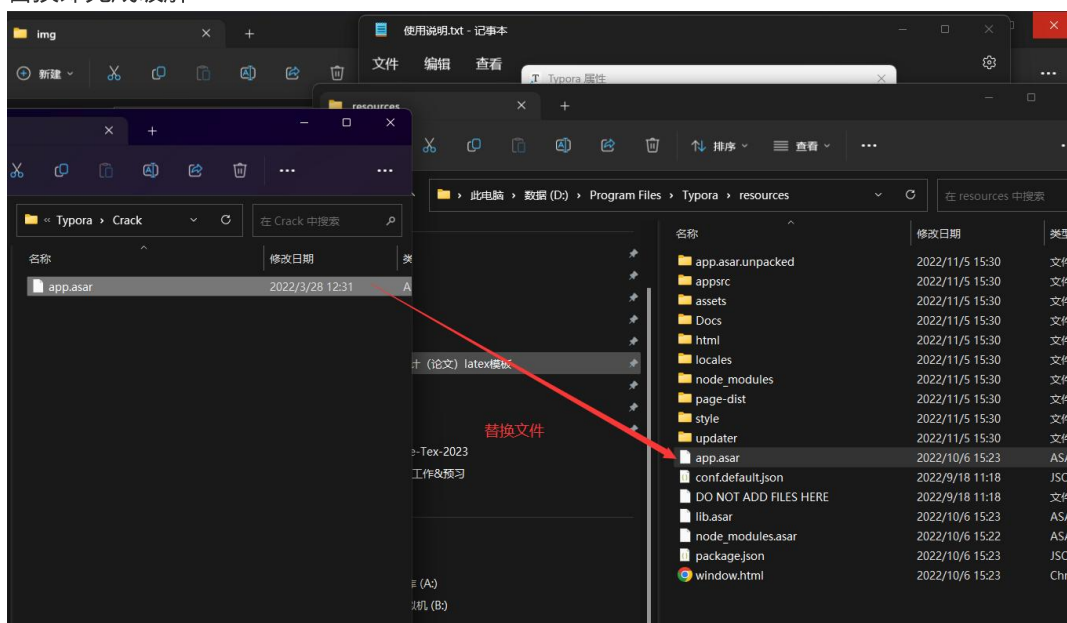 img
使用说明.txt - 记事本
新建
文件 编辑 查看
Typora 属性
resources
排序 查看
此电脑 › 数据 (D:) › Program Files › Typora › resources
在 resources 中搜索
« Typora › Crack
在 Crack 中搜索
名称 修改日期
app.asar 2022/3/28 12:31
(论文) latex模板
替换文件
-Tex-2023
工作&预习
(A:)
(B:)
名称 修改日期 类型
app.asar.unpacked 2022/11/5 15:30
appsrc 2022/11/5 15:30
assets 2022/11/5 15:30
Docs 2022/11/5 15:30
html 2022/11/5 15:30
locales 2022/11/5 15:30
node_modules 2022/11/5 15:30
page-dist 2022/11/5 15:30
style 2022/11/5 15:30
updater 2022/11/5 15:30
app.asar 2022/10/6 15:23 ASA
conf.default.json 2022/9/18 11:18 JSO
DO NOT ADD FILES HERE 2022/9/18 11:18
lib.asar 2022/10/6 15:23 ASA
node_modules.asar 2022/10/6 15:22 ASA
package.json 2022/10/6 15:23 JSO
window.html 2022/10/6 15:23 Chr